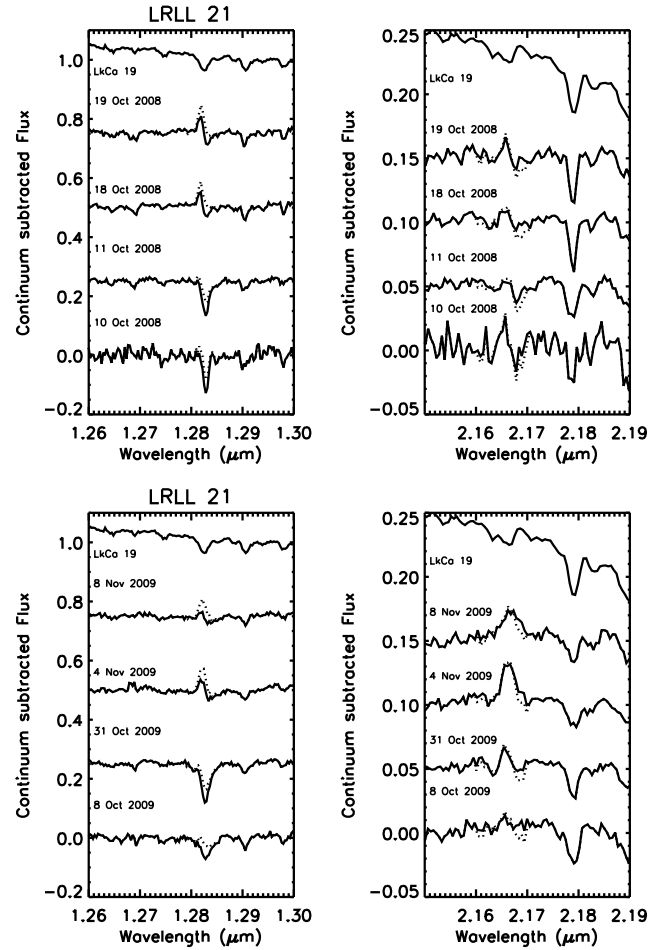 LRLL 21
Continuum subtracted Flux
1.0
0.8
0.6
0.4
0.2
0.0
−0.2
LkCa 19
19 Oct 2008
18 Oct 2008
11 Oct 2008
10 Oct 2008
1.26 1.27 1.28 1.29 1.30
Wavelength (μm)
Continuum subtracted Flux
0.25
0.20
0.15
0.10
0.05
0.00
−0.05
LkCa 19
19 Oct 2008
18 Oct 2008
11 Oct 2008
10 Oct 2008
2.16 2.17 2.18 2.19
Wavelength (μm)
LRLL 21
Continuum subtracted Flux
1.0
0.8
0.6
0.4
0.2
0.0
−0.2
LkCa 19
8 Nov 2009
4 Nov 2009
31 Oct 2009
8 Oct 2009
1.26 1.27 1.28 1.29 1.30
Wavelength (μm)
Continuum subtracted Flux
0.25
0.20
0.15
0.10
0.05
0.00
−0.05
LkCa 19
8 Nov 2009
4 Nov 2009
31 Oct 2009
8 Oct 2009
2.16 2.17 2.18 2.19
Wavelength (μm)